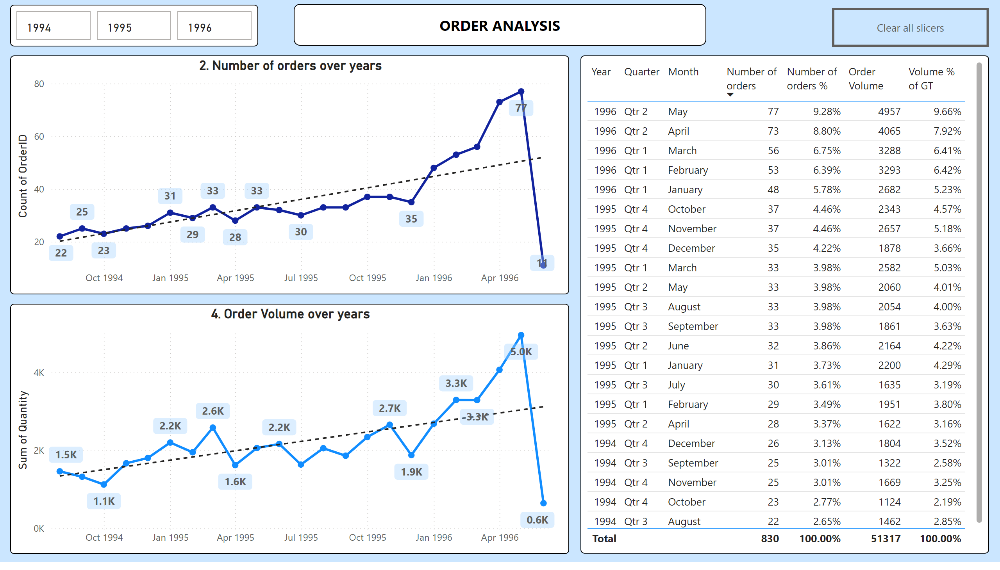 1994
1995
1996
ORDER ANALYSIS
Clear all slicers
2. Number of orders over years
Count of OrderID
80
60
40
20
22
25
23
31
29
33
28
33
30
35
77
11
Oct 1994
Jan 1995
Apr 1995
Jul 1995
Oct 1995
Jan 1996
Apr 1996
4. Order Volume over years
Sum of Quantity
4K
2K
0K
1.5K
1.1K
2.2K
2.6K
1.6K
2.2K
2.7K
1.9K
3.3K
3.3K
5.0K
0.6K
Oct 1994
Jan 1995
Apr 1995
Jul 1995
Oct 1995
Jan 1996
Apr 1996
Year Quarter Month Number of orders Number of orders % Order Volume Volume % of GT
1996 Qtr 2 May 77 9.28% 4957 9.66%
1996 Qtr 2 April 73 8.80% 4065 7.92%
1996 Qtr 1 March 56 6.75% 3288 6.41%
1996 Qtr 1 February 53 6.39% 3293 6.42%
1996 Qtr 1 January 48 5.78% 2682 5.23%
1995 Qtr 4 October 37 4.46% 2343 4.57%
1995 Qtr 4 November 37 4.46% 2657 5.18%
1995 Qtr 4 December 35 4.22% 1878 3.66%
1995 Qtr 1 March 33 3.98% 2582 5.03%
1995 Qtr 2 May 33 3.98% 2060 4.01%
1995 Qtr 3 August 33 3.98% 2054 4.00%
1995 Qtr 3 September 33 3.98% 1861 3.63%
1995 Qtr 2 June 32 3.86% 2164 4.22%
1995 Qtr 1 January 31 3.73% 2200 4.29%
1995 Qtr 3 July 30 3.61% 1635 3.19%
1995 Qtr 1 February 29 3.49% 1951 3.80%
1995 Qtr 2 April 28 3.37% 1622 3.16%
1994 Qtr 4 December 26 3.13% 1804 3.52%
1994 Qtr 3 September 25 3.01% 1322 2.58%
1994 Qtr 4 November 25 3.01% 1669 3.25%
1994 Qtr 4 October 23 2.77% 1124 2.19%
1994 Qtr 3 August 22 2.65% 1462 2.85%
Total 830 100.00% 51317 100.00%